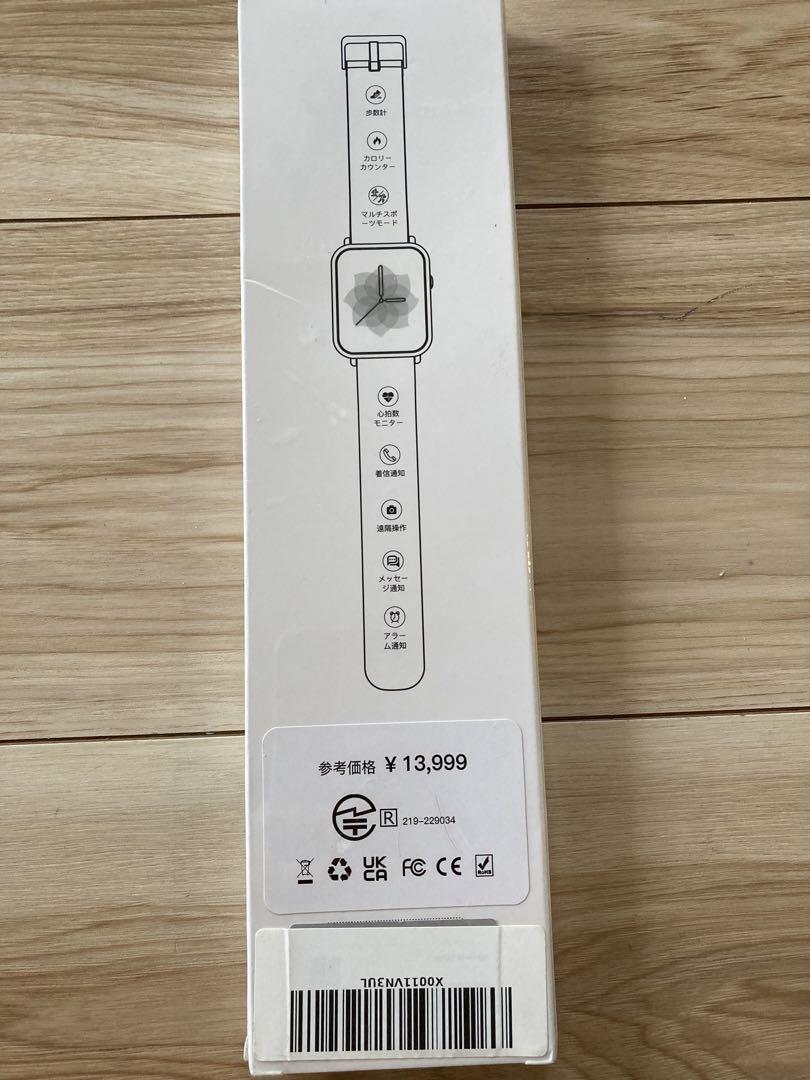 歩数計
カロリー
カウンター
マルチスポ
ーツモード
心拍数
モニター
着信通知
遠隔操作
メッセー
ジ通知
アラー
ム通知
参考価格 ¥ 13,999
R 219-229034
UK
CA
FC CE RoHS
X0011VN3UL